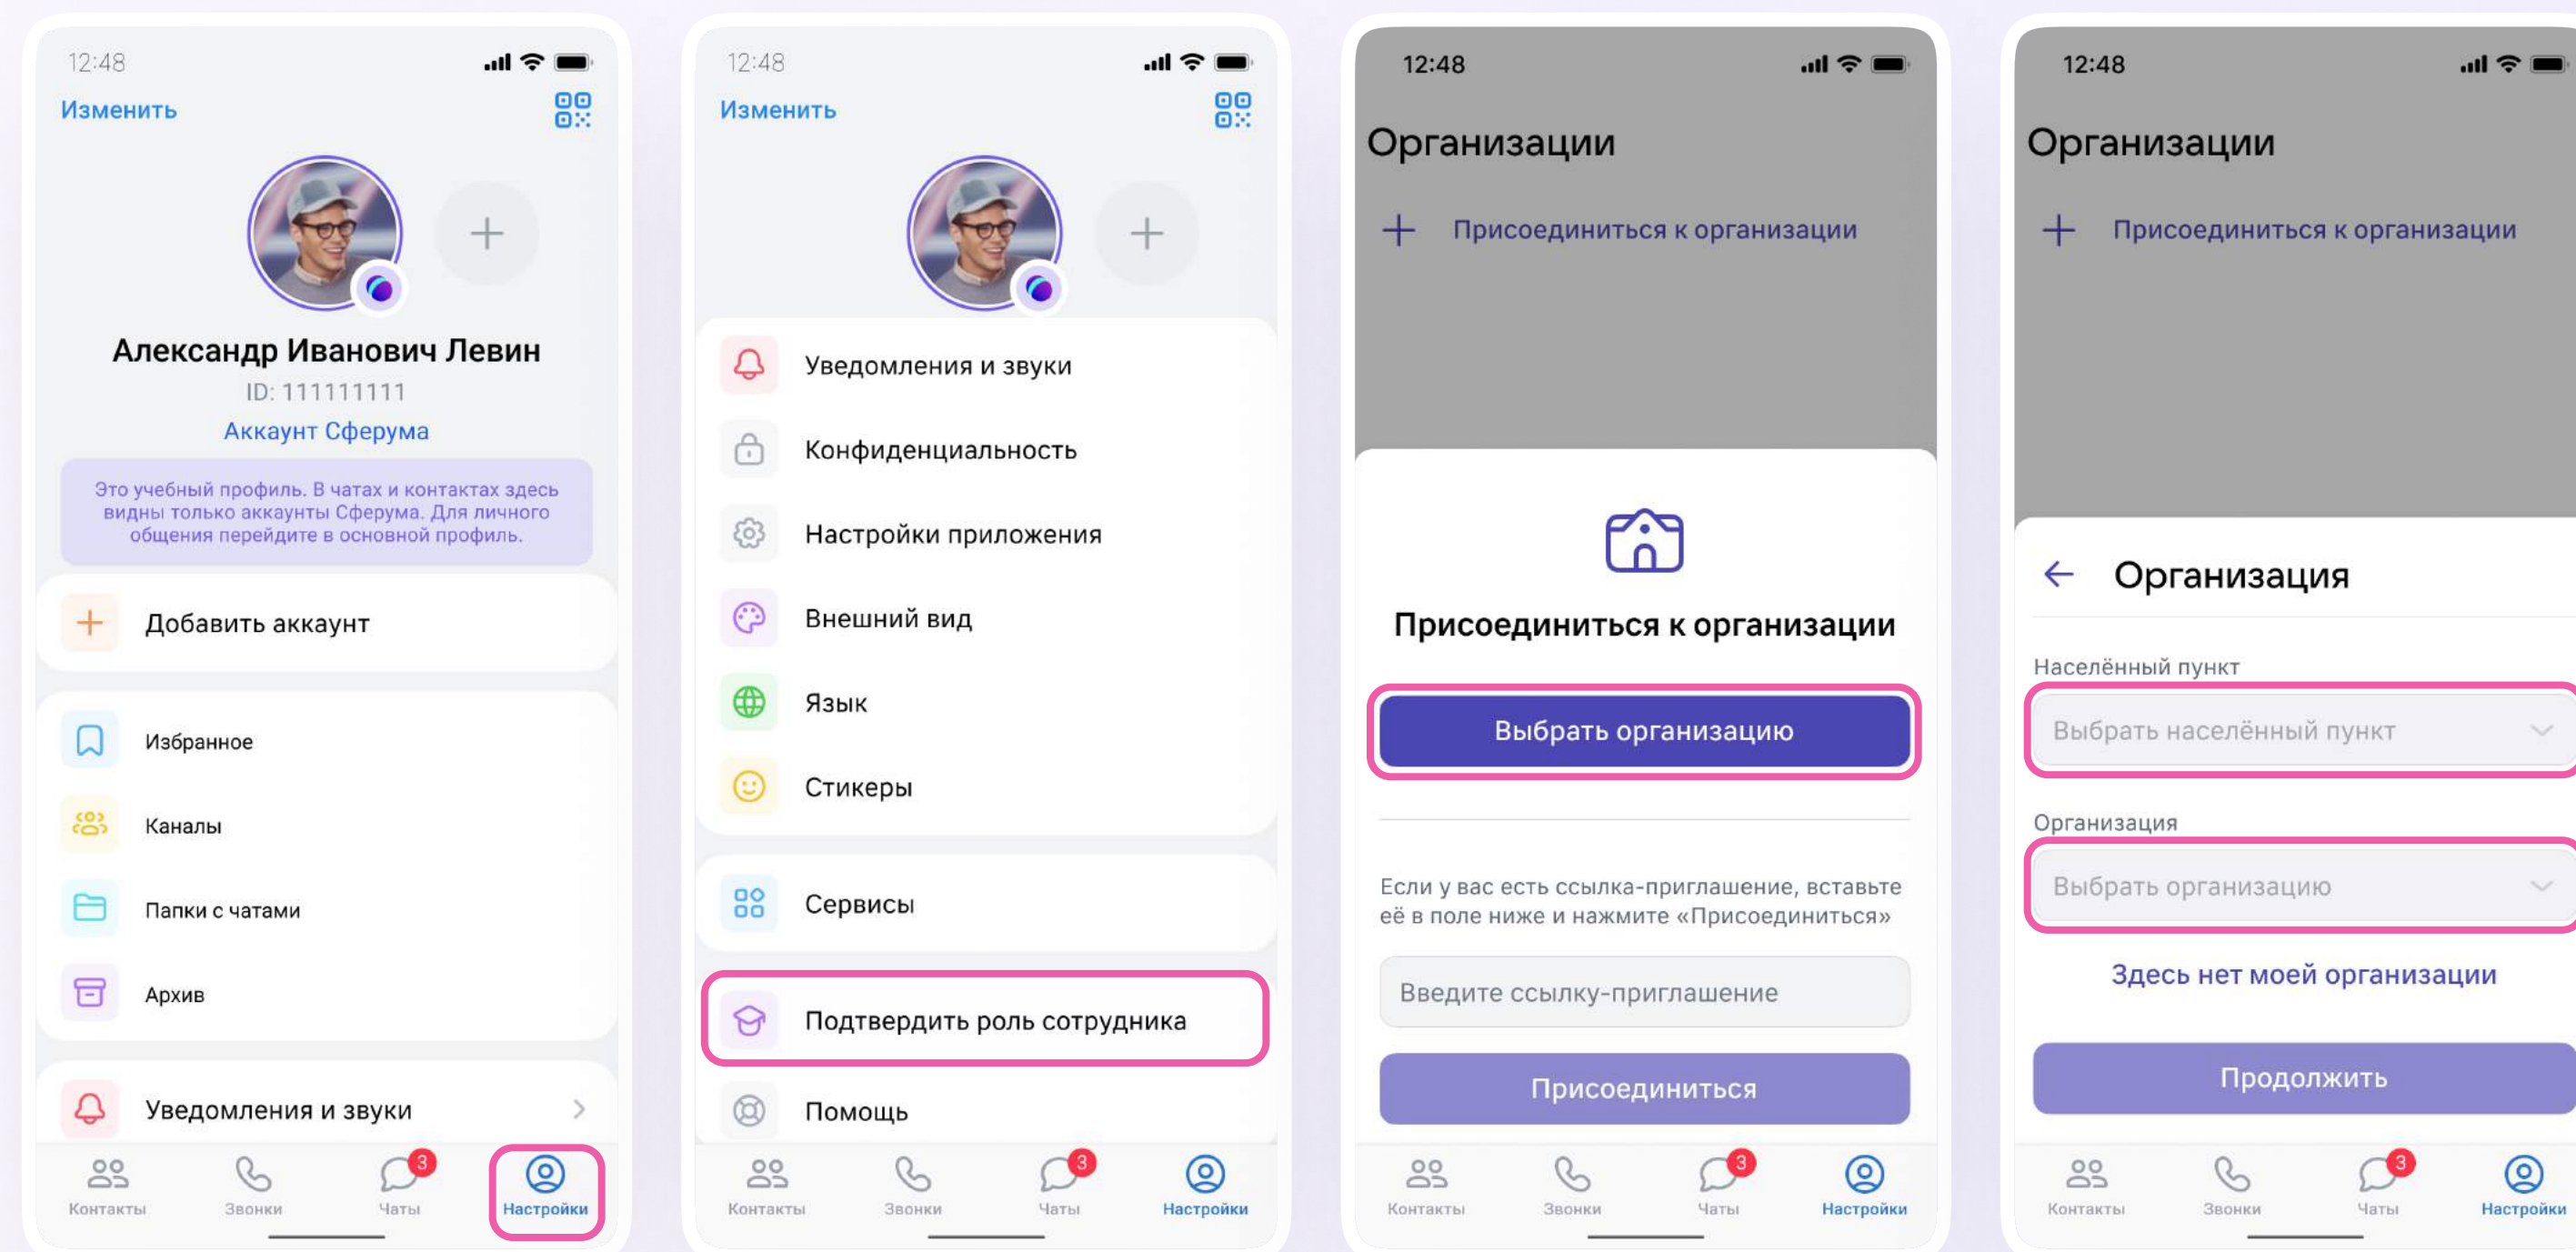 12:48
Изменить
Александр Иванович Левин
ID: 111111111
Аккаунт Сферума
Это учебный профиль. В чатах и контактах здесь
видны только аккаунты Сферума. Для личного
общения перейдите в основной профиль.
Добавить аккаунт
Избранное
Каналы
Папки с чатами
Архив
Уведомления и звуки
3
Контакты Звонки Чаты Настройки
12:48
Изменить
Уведомления и звуки
Конфиденциальность
Настройки приложения
Внешний вид
Язык
Стикеры
Сервисы
Подтвердить роль сотрудника
Помощь
3
Контакты Звонки Чаты Настройки
12:48
Организации
Присоединиться к организации
Присоединиться к организации
Выбрать организацию
Если у вас есть ссылка-приглашение, вставьте
её в поле ниже и нажмите «Присоединиться»
Введите ссылку-приглашение
Присоединиться
3
Контакты Звонки Чаты Настройки
12:48
Организации
Присоединиться к организации
Организация
Населённый пункт
Выбрать населённый пункт
Организация
Выбрать организацию
Здесь нет моей организации
Продолжить
3
Контакты Звонки Чаты Настройки